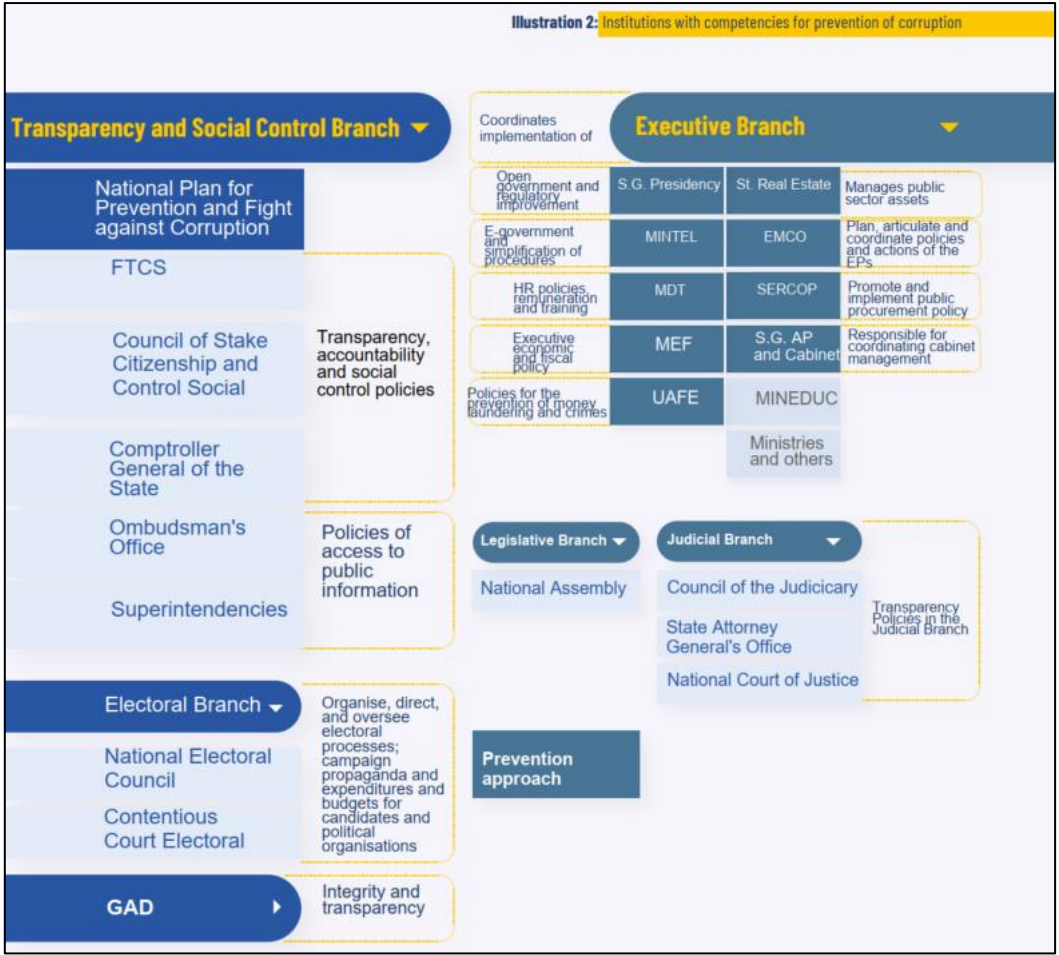 Illustration 2: Institutions with competencies for prevention of corruption
Transparency and Social Control Branch
National Plan for
Prevention and Fight
against Corruption
FTCS
Council of Stake
Citizenship and
Control Social
Comptroller
General of the
State
Transparency,
accountability
and social
control policies
Ombudsman's
Office
Superintendencies
Policies of
access to
public
information
Electoral Branch
National Electoral
Council
Contentious
Court Electoral
Organise, direct,
and oversee
electoral
processes;
campaign
propaganda and
expenditures and
budgets for
candidates and
political
organisations
GAD
Integrity and
transparency
Coordinates
implementation of
Executive Branch
Open
government and
regulatory
improvement
S.G. Presidency
St. Real Estate
Manages public
sector assets
E-government
and
simplification of
procedures
MINTEL
EMCO
Plan, articulate and
coordinate policies
and actions of the
EPs
HR policies,
remuneration
and training
MDT
SERCOP
Promote and
implement public
procurement policy
Executive
economic
and fiscal
policy
MEF
S.G. AP
and Cabinet
Responsible for
coordinating cabinet
management
Policies for the
prevention of money
laundering and crimes
UAFE
MINEDUC
Ministries
and others
Legislative Branch
National Assembly
Judicial Branch
Council of the Judicicary
State Attorney
General's Office
National Court of Justice
Transparency
Policies in the
Judicial Branch
Prevention
approach